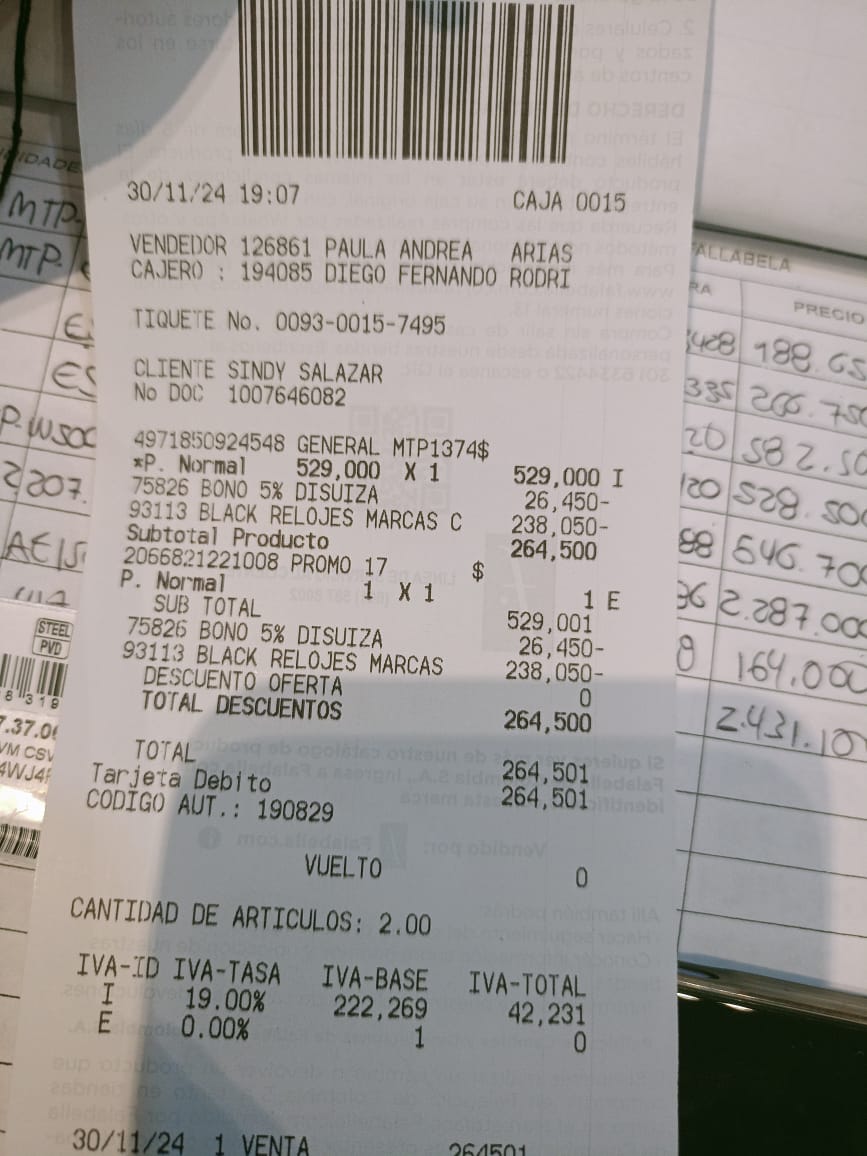 30/11/24 19:07 CAJA 0015
VENDEDOR 126861 PAULA ANDREA ARIAS
CAJERO : 194085 DIEGO FERNANDO RODRI
TIQUETE No. 0093-0015-7495
CLIENTE SINDY SALAZAR
No DOC 1007646082
4971850924548 GENERAL MTP1374$
*P. Normal 529,000 X 1 529,000 I
75826 BONO 5% DISUIZA 26,450-
93113 BLACK RELOJES MARCAS C 238,050-
Subtotal Producto 264,500
2066821221008 PROMO 17 $
P. Normal 1 X 1 1 E
SUB TOTAL 529,001
75826 BONO 5% DISUIZA 26,450-
93113 BLACK RELOJES MARCAS 238,050-
DESCUENTO OFERTA 0
TOTAL DESCUENTOS 264,500
TOTAL 264,501
Tarjeta Debito 264,501
CODIGO AUT.: 190829
VUELTO 0
CANTIDAD DE ARTICULOS: 2.00
IVA-ID IVA-TASA IVA-BASE IVA-TOTAL
I 19.00% 222,269 42,231
E 0.00% 1 0
30/11/24 1 VENTA 264501
MTP.
MTP.
2.207.
STEEL
PVD
ALLABELA
PRECIO
188.65
266.750
582.50
528.500
646.700
2.287.000
164.000
2.431.10